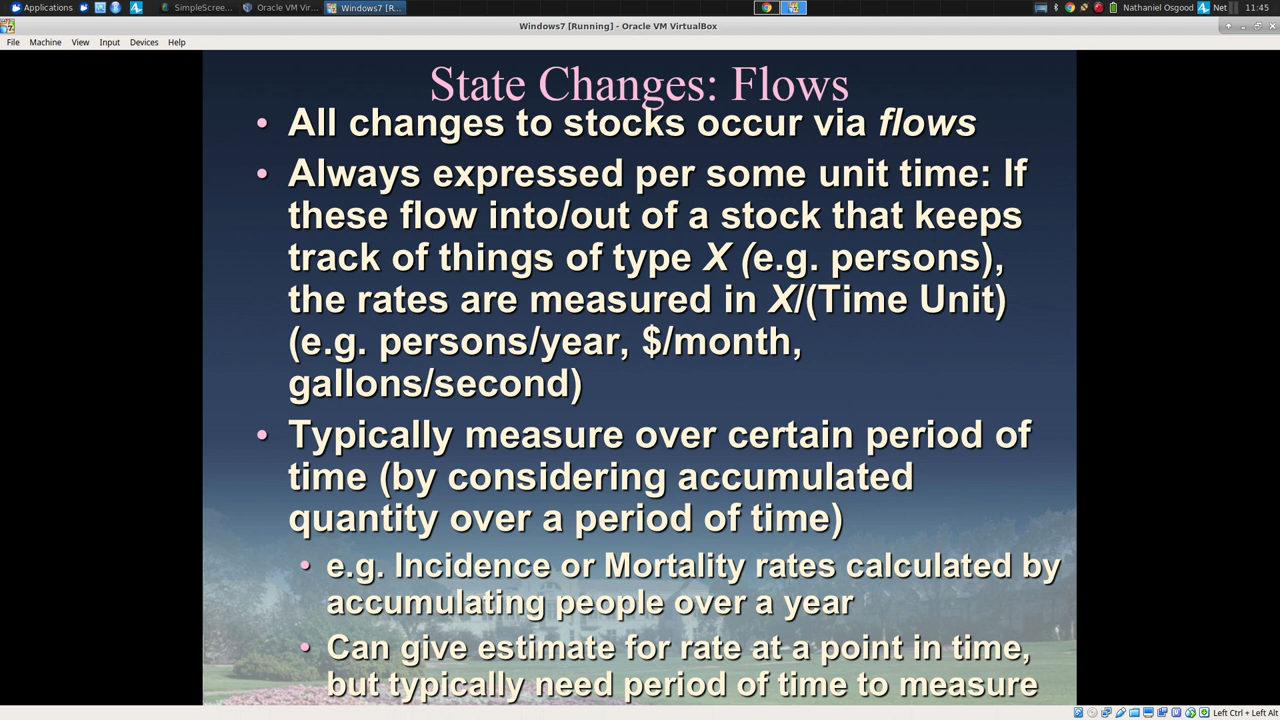 Applications
SimpleScree...
Oracle VM Vir...
Windows7 [R...
Nathaniel Osgood
Net
11:45
Windows7 [Running] - Oracle VM VirtualBox
File Machine View Input Devices Help
State Changes: Flows
• All changes to stocks occur via flows
• Always expressed per some unit time: If
these flow into/out of a stock that keeps
track of things of type X (e.g. persons),
the rates are measured in X/(Time Unit)
(e.g. persons/year, $/month,
gallons/second)
• Typically measure over certain period of
time (by considering accumulated
quantity over a period of time)
• e.g. Incidence or Mortality rates calculated by
accumulating people over a year
• Can give estimate for rate at a point in time,
but typically need period of time to measure
Left Ctrl + Left Alt